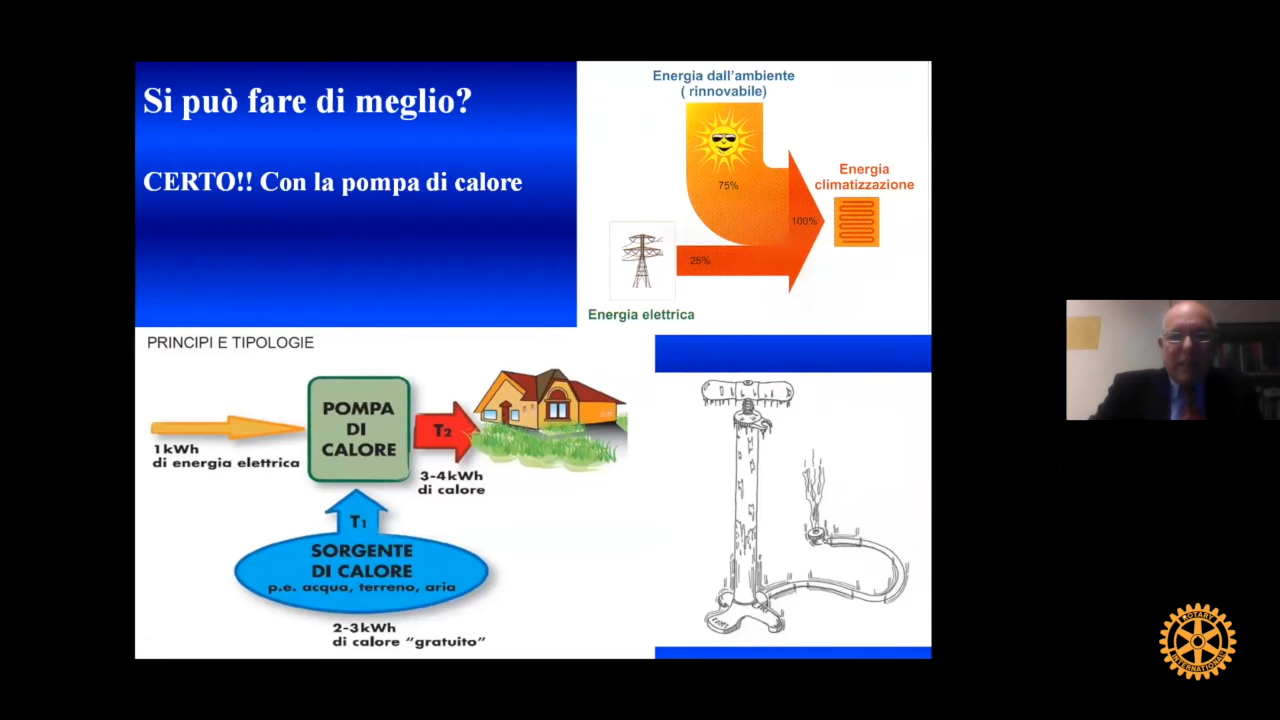 Si può fare di meglio?
CERTO!! Con la pompa di calore
Energia dall'ambiente
( rinnovabile)
75%
Energia
climatizzazione
100%
25%
Energia elettrica
PRINCIPI E TIPOLOGIE
POMPA
DI
CALORE
T2
1kWh
di energia elettrica
3-4kWh
di calore
T1
SORGENTE
DI CALORE
p.e. acqua, terreno, aria
2-3kWh
di calore "gratuito"
ROTARY
INTERNATIONAL